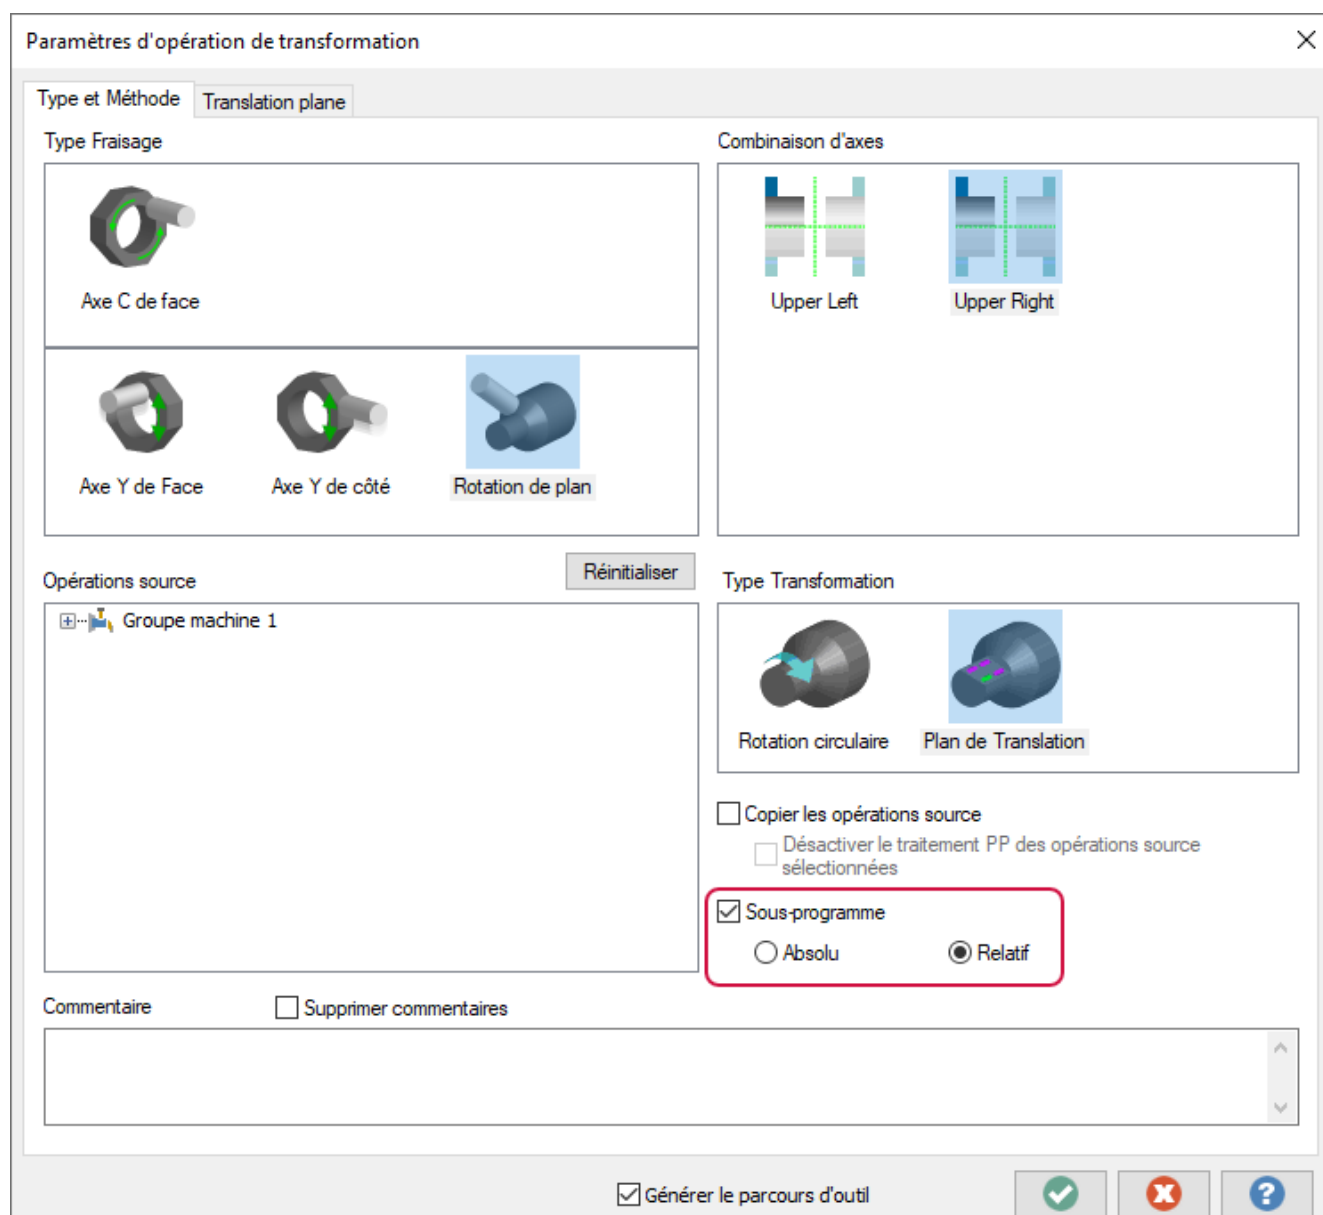 Paramètres d'opération de transformation
Type et Méthode
Translation plane
Type Fraisage
Combinaison d'axes
Axe C de face
Upper Left
Upper Right
Axe Y de Face
Axe Y de côté
Rotation de plan
Opérations source
Réinitialiser
Type Transformation
Groupe machine 1
Rotation circulaire
Plan de Translation
Copier les opérations source
Désactiver le traitement PP des opérations source
sélectionnées
Sous-programme
Absolu
Relatif
Commentaire
Supprimer commentaires
Générer le parcours d'outil